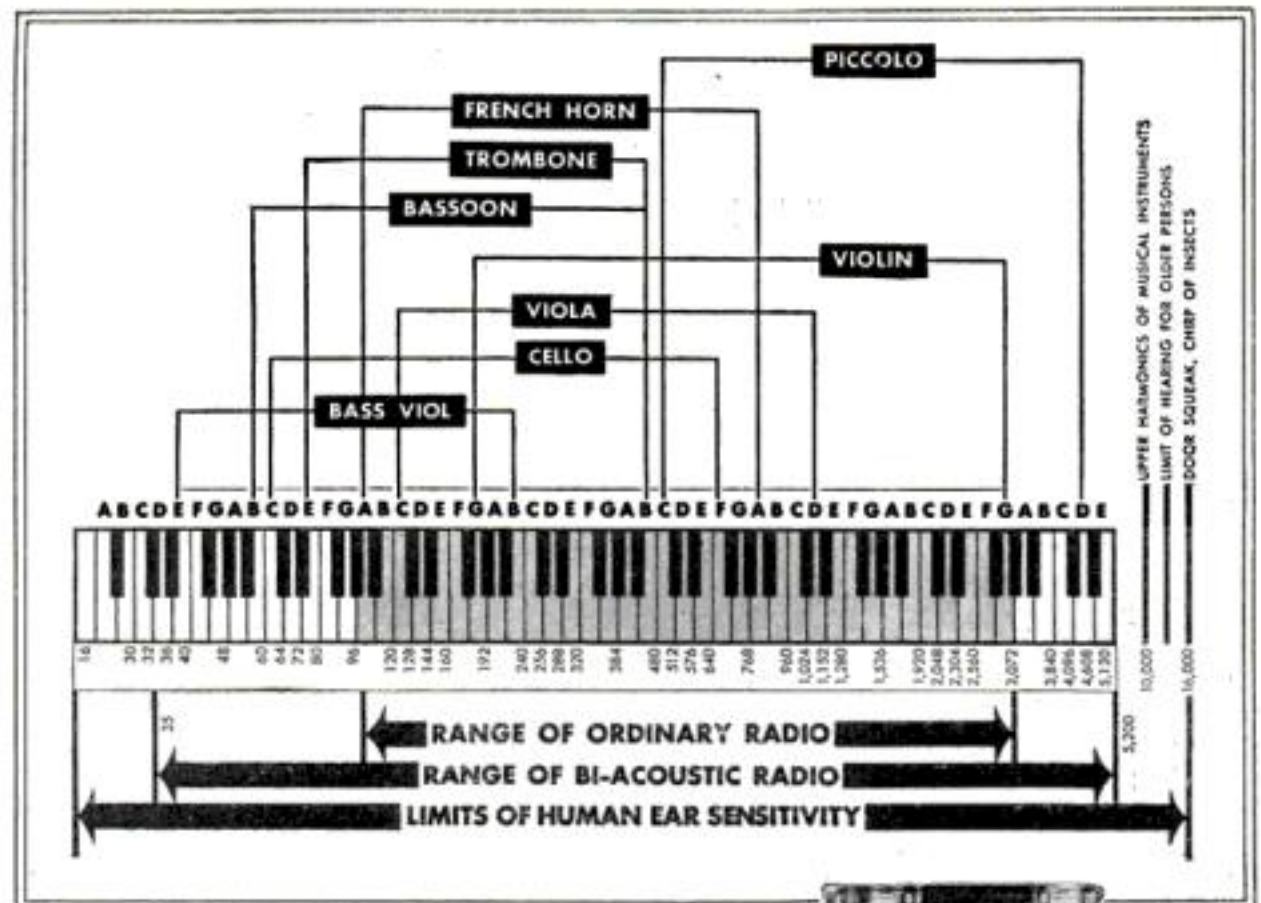 PICCOLO
FRENCH HORN
TROMBONE
BASSOON
VIOLIN
VIOLA
CELLO
BASS VIOL
UPPER HARMONICS OF MUSICAL INSTRUMENTS
LIMIT OF HEARING FOR OLDER PERSONS
DOOR SQUEAK, CHIRP OF INSECTS
A B C D E F G A B C D E F G A B C D E F G A B C D E F G A B C D E F G A B C D E F G A B C D E F G A B C D E
16 30 32 36 40 48 60 64 72 80 96 120 128 144 160 192 240 256 288 320 384 480 512 576 640 768 960 1,024 1,152 1,280 1,536 1,920 2,048 2,304 2,560 3,072 3,840 4,096 4,608 5,120 10,000 16,000
35
5,200
RANGE OF ORDINARY RADIO
RANGE OF BI-ACOUSTIC RADIO
LIMITS OF HUMAN EAR SENSITIVITY